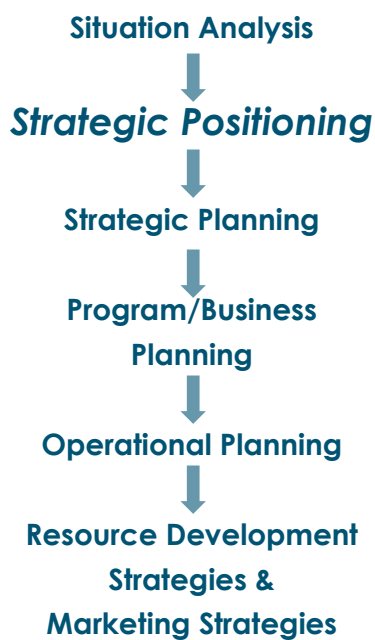 Situation Analysis
Strategic Positioning
Strategic Planning
Program/Business
Planning
Operational Planning
Resource Development
Strategies &
Marketing Strategies